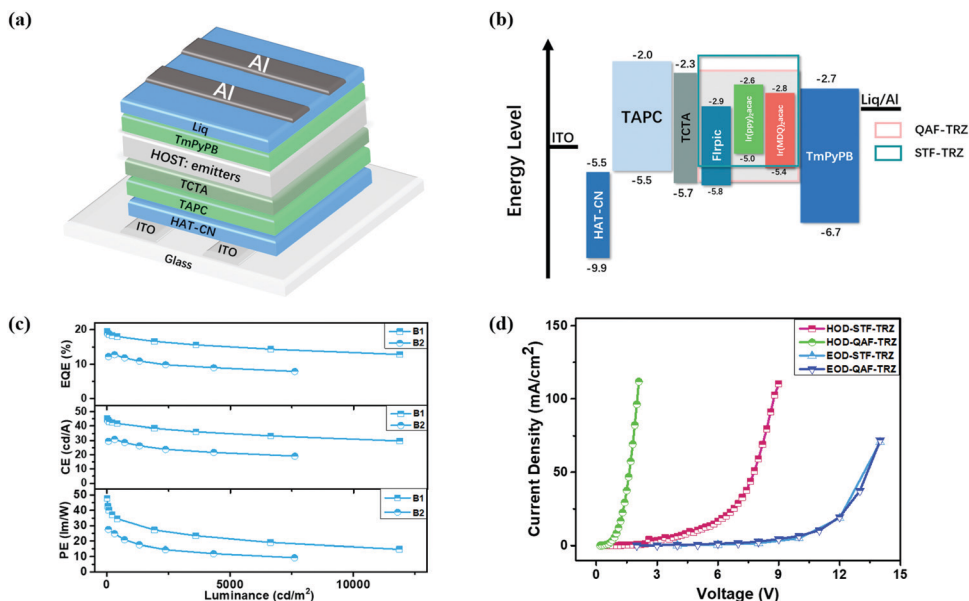 (a)
Al
Al
Liq
TmPyPB
HOST: emitters
TCTA
TAPC
HAT-CN
ITO
ITO
Glass
(b)
Energy Level
ITO
-5.5
HAT-CN
-9.9
-2.0
TAPC
-5.5
-2.3
TCTA
-5.7
-2.9
FIrpic
-5.8
-2.6
Ir(ppy)2acac
-5.0
-2.8
Ir(MDQ)2acac
-5.4
-2.7
TmPyPB
-6.7
Liq/Al
QAF-TRZ
STF-TRZ
(c)
EQE (%)
20
10
0
B1
B2
CE (cd/A)
60
50
40
30
20
10
0
B1
B2
PE (lm/W)
50
40
30
20
10
0
B1
B2
0 5000 10000
Luminance (cd/m²)
(d)
Currrent Density (mA/cm²)
150
100
50
0
HOD-STF-TRZ
HOD-QAF-TRZ
EOD-STF-TRZ
EOD-QAF-TRZ
0 3 6 9 12 15
Voltage (V)